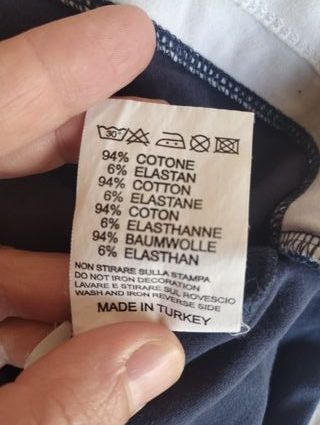 30°
94% COTONE
6% ELASTAN
94% COTTON
6% ELASTANE
94% COTON
6% ELASTHANNE
94% BAUMWOLLE
6% ELASTHAN
NON STIRARE SULLA STAMPA
DO NOT IRON DECORATION
LAVARE E STIRARE SUL ROVESCIO
WASH AND IRON REVERSE SIDE
MADE IN TURKEY